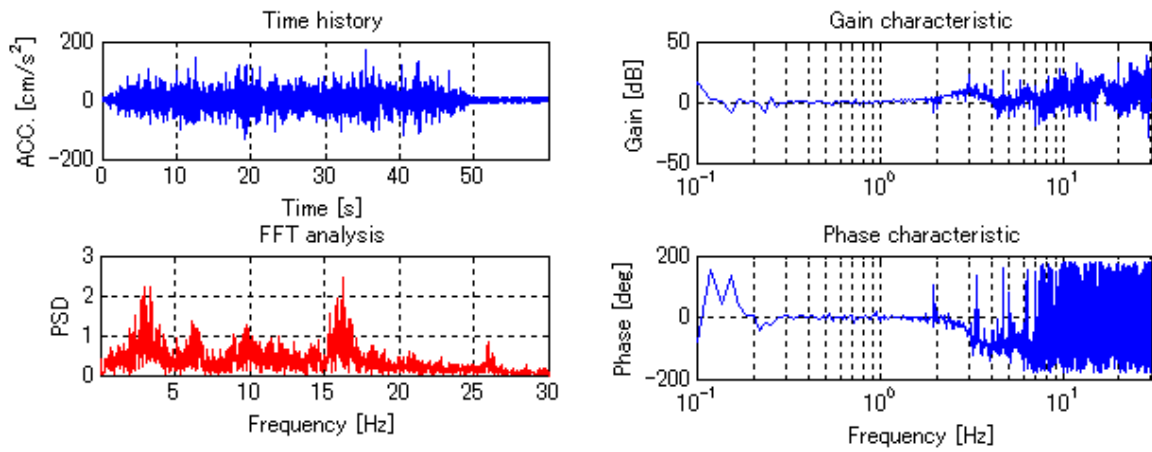 Time history
ACC. [cm/s²]
200
0
-200
0 10 20 30 40 50
Time [s]
FFT analysis
PSD
3
2
1
0
5 10 15 20 25 30
Frequency [Hz]
Gain characteristic
Gain [dB]
50
0
-50
10⁻¹ 10⁰ 10¹
Phase characteristic
Phase [deg]
200
0
-200
10⁻¹ 10⁰ 10¹
Frequency [Hz]